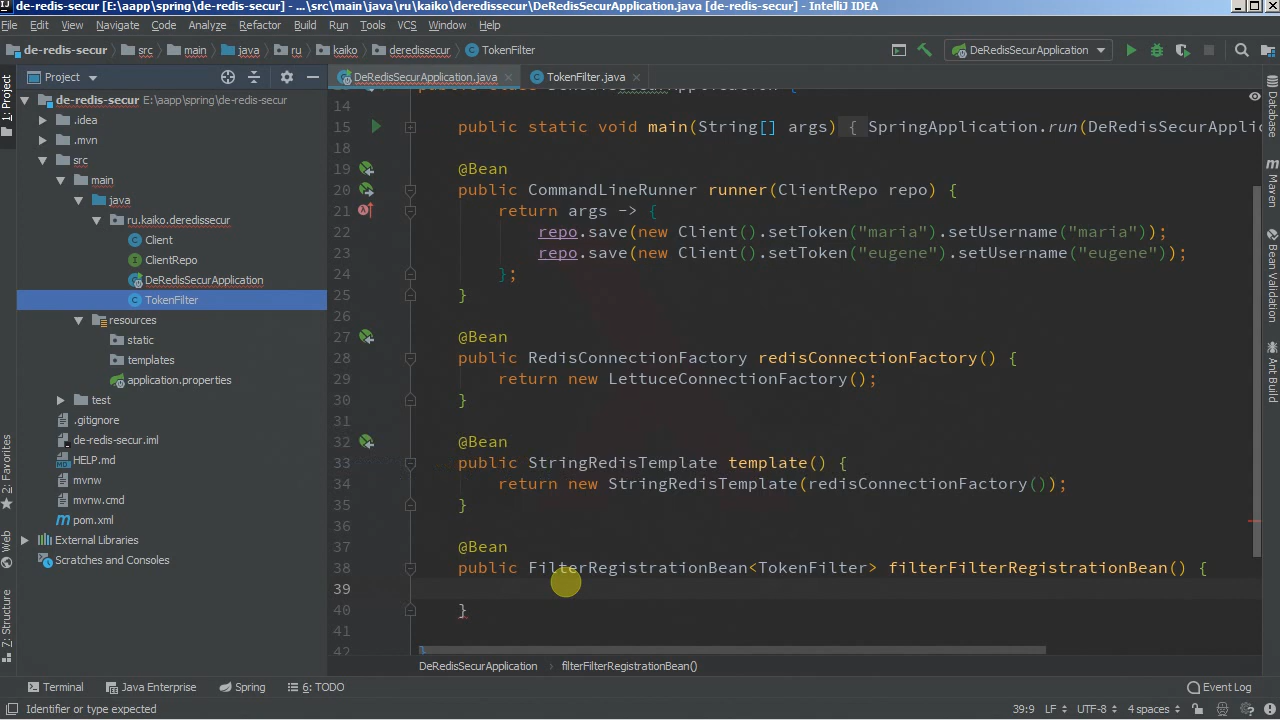 de-redis-secur [E:\aapp\spring\de-redis-secur] - ...\src\main\java\ru\kaiko\deredissecur\DeRedisSecurApplication.java [de-redis-secur] - IntelliJ IDEA
File Edit View Navigate Code Analyze Refactor Build Run Tools VCS Window Help
de-redis-secur src main java ru kaiko deredissecur TokenFilter DeRedisSecurApplication
Project
DeRedisSecurApplication.java TokenFilter.java
1: Project
2: Favorites
Web
7: Structure
Database
Maven
Bean Validation
Ant Build
de-redis-secur E:\aapp\spring\de-redis-secur
.idea
.mvn
src
main
java
ru.kaiko.deredissecur
Client
ClientRepo
DeRedisSecurApplication
TokenFilter
resources
static
templates
application.properties
test
.gitignore
de-redis-secur.iml
HELP.md
mvnw
mvnw.cmd
pom.xml
External Libraries
Scratches and Consoles
14
15 public static void main(String[] args) { SpringApplication.run(DeRedisSecurApplic
18
19 @Bean
20 public CommandLineRunner runner(ClientRepo repo) {
21 return args -> {
22 repo.save(new Client().setToken("maria").setUsername("maria"));
23 repo.save(new Client().setToken("eugene").setUsername("eugene"));
24 };
25 }
26
27 @Bean
28 public RedisConnectionFactory redisConnectionFactory() {
29 return new LettuceConnectionFactory();
30 }
31
32 @Bean
33 public StringRedisTemplate template() {
34 return new StringRedisTemplate(redisConnectionFactory());
35 }
36
37 @Bean
38 public FilterRegistrationBean<TokenFilter> filterFilterRegistrationBean() {
39
40 }
41
42 }
DeRedisSecurApplication filterFilterRegistrationBean()
Terminal Java Enterprise Spring 6: TODO Event Log
Identifier or type expected 39:9 LF UTF-8 4 spaces